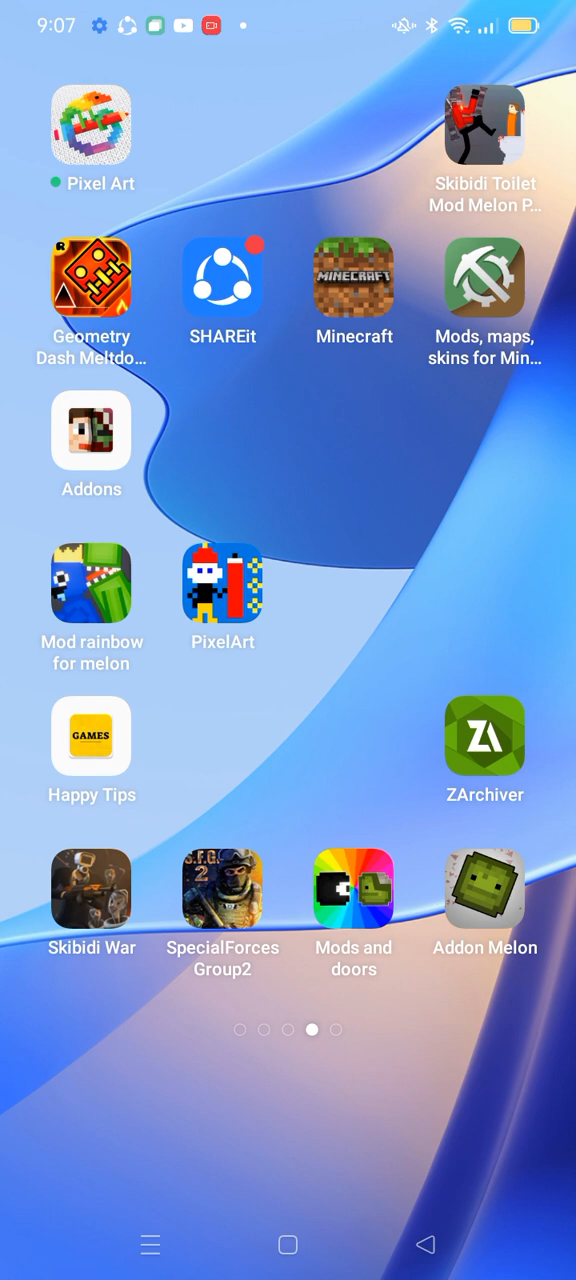 9:07
Pixel Art
Skibidi Toilet
Mod Melon P...
Geometry
Dash Meltdo...
SHAREit
MINECRAFT
Minecraft
Mods, maps,
skins for Min...
Addons
Mod rainbow
for melon
PixelArt
GAMES
Happy Tips
ZA
ZArchiver
Skibidi War
S.F.G.
2
SpecialForces
Group2
Mods and
doors
Addon Melon